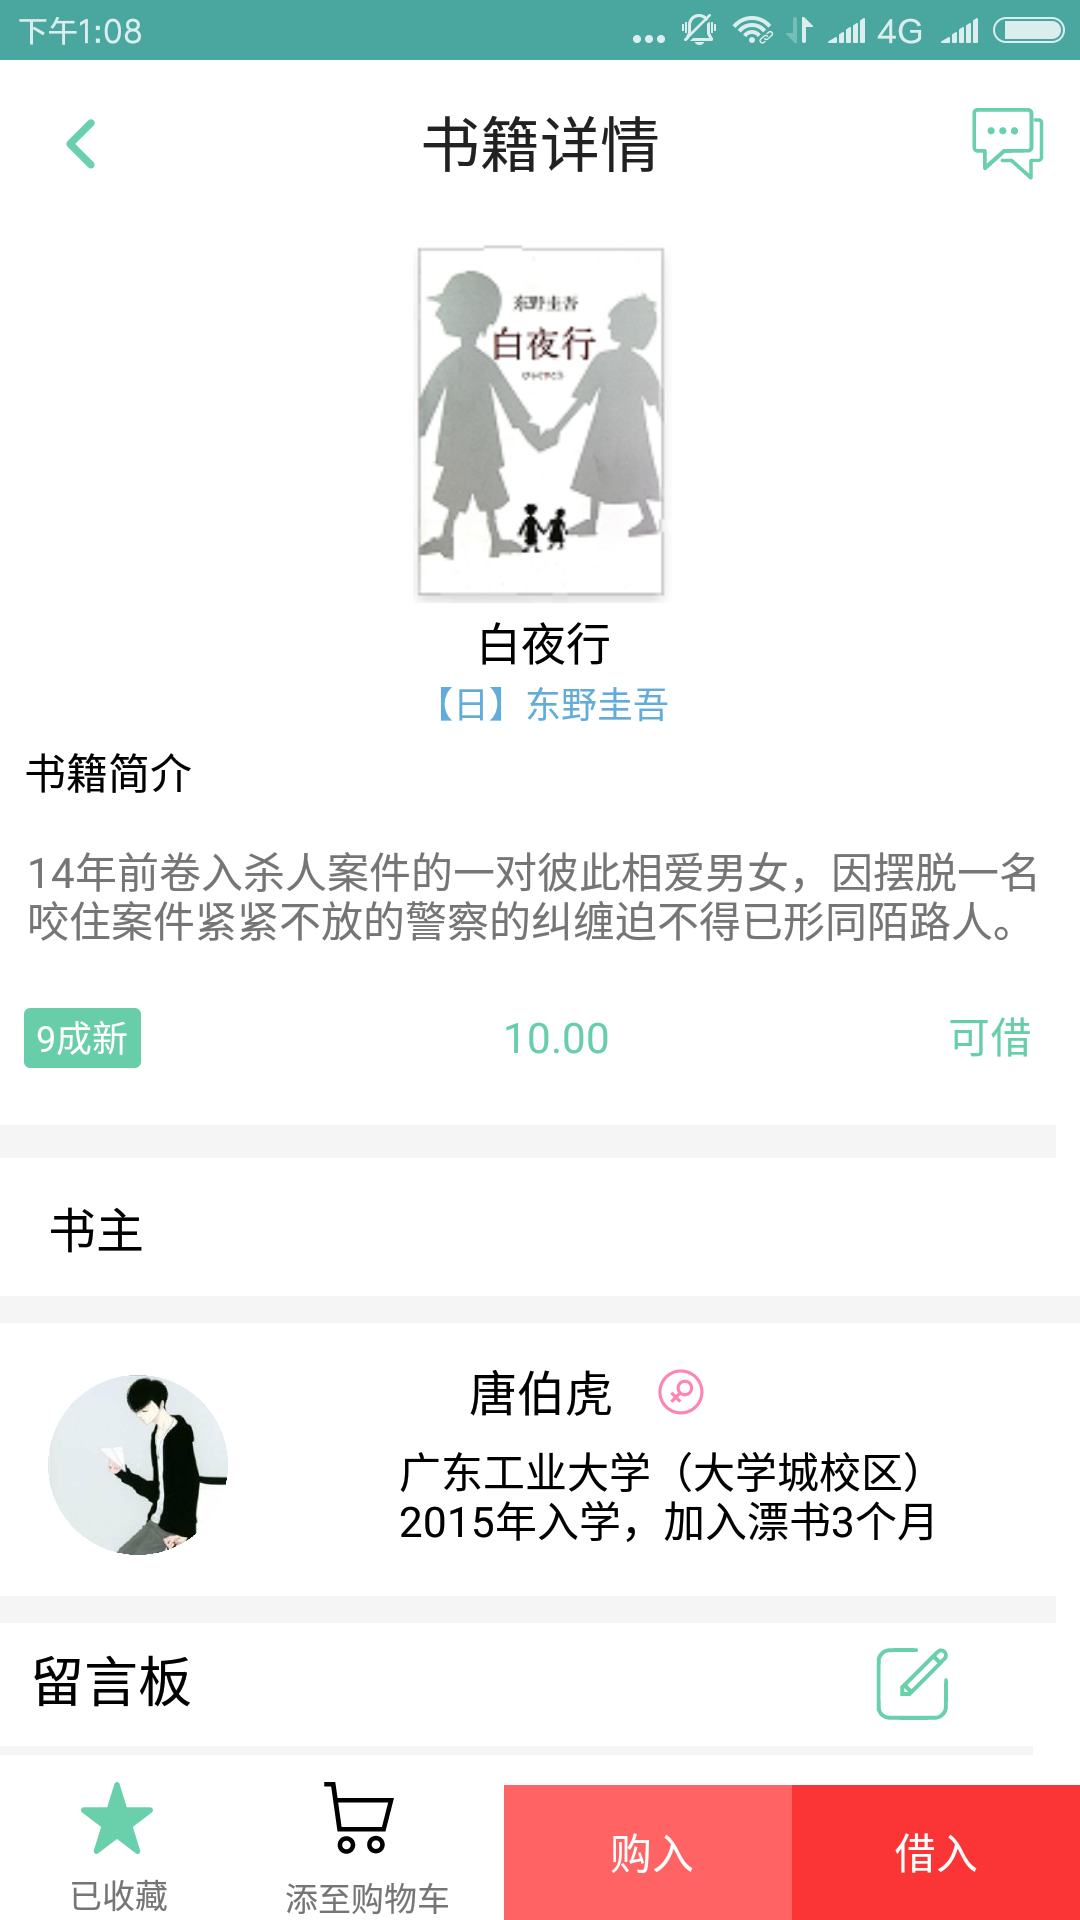 下午1:08
4G
书籍详情
东野圭吾
白夜行
白夜行
【日】东野圭吾
书籍简介
14年前卷入杀人案件的一对彼此相爱男女，因摆脱一名
咬住案件紧紧不放的警察的纠缠迫不得已形同陌路人。
9成新
10.00
可借
书主
唐伯虎
广东工业大学（大学城校区）
2015年入学，加入漂书3个月
留言板
已收藏
添至购物车
购入
借入